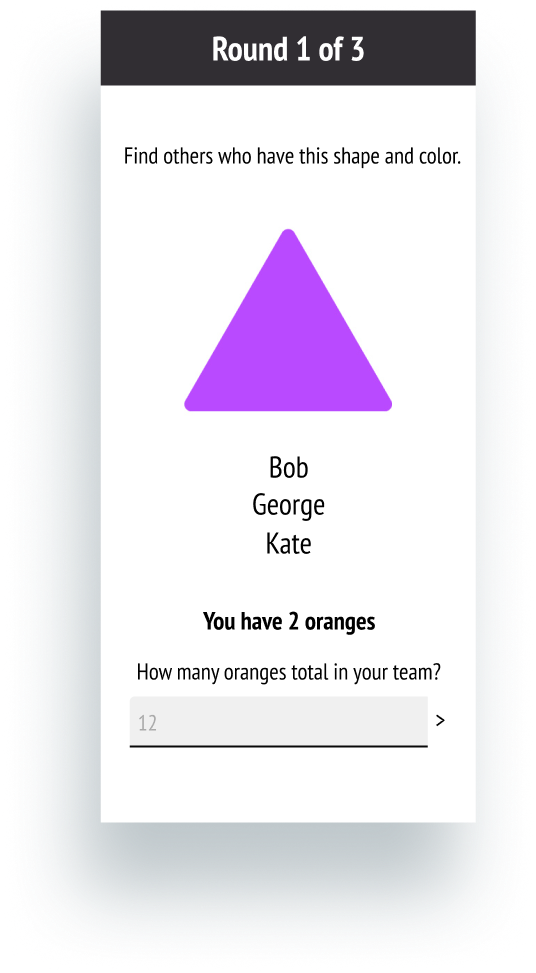 Round 1 of 3
Find others who have this shape and color.
Bob
George
Kate
You have 2 oranges
How many oranges total in your team?
12 >